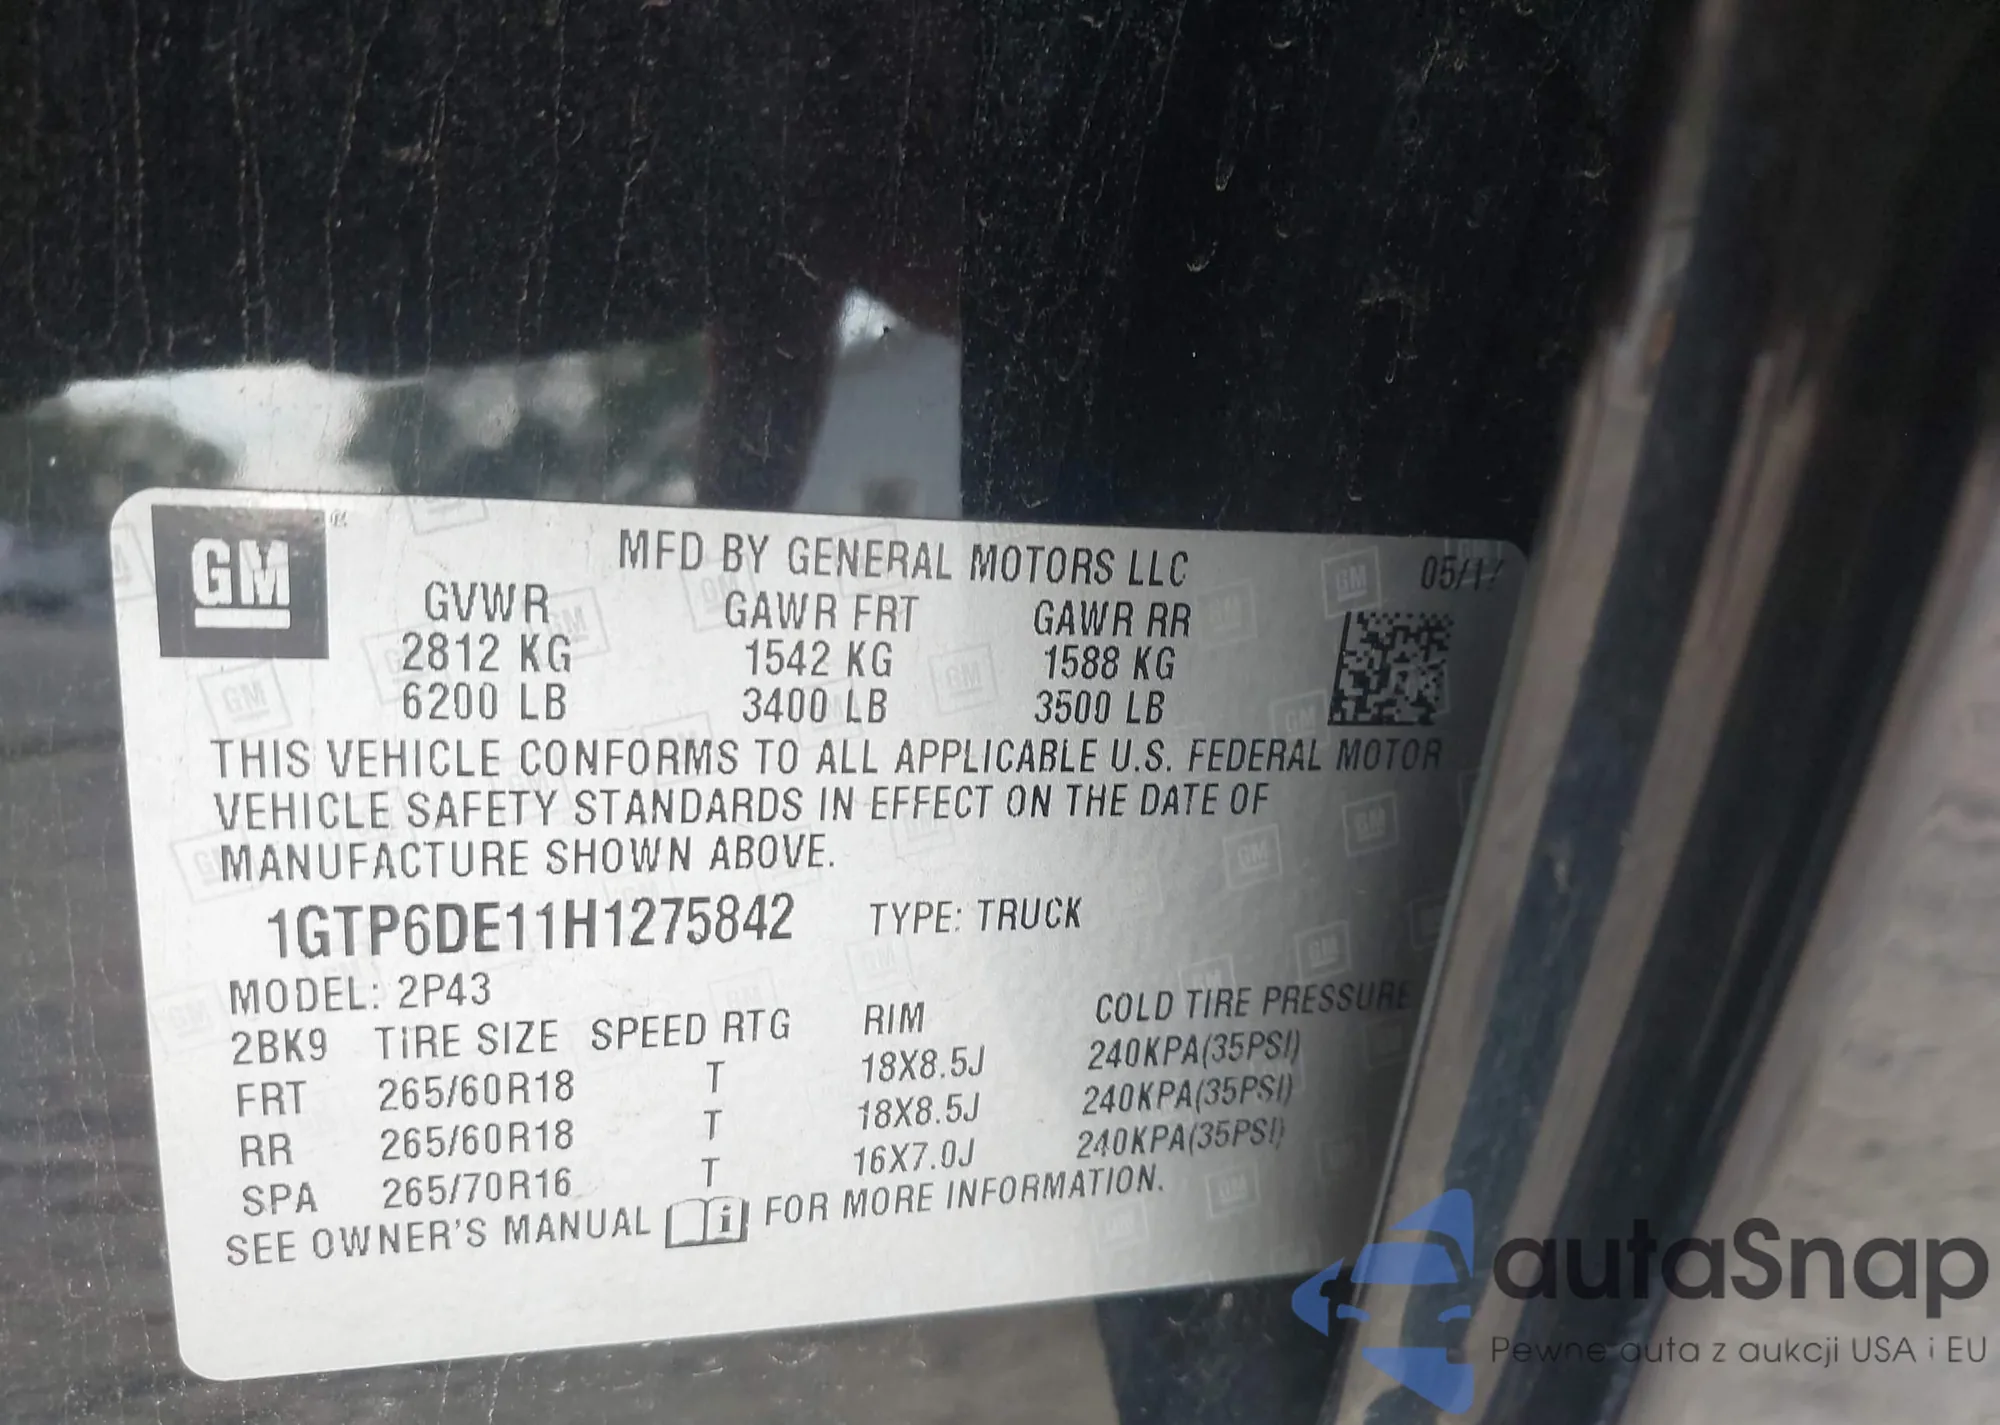 GM
MFD BY GENERAL MOTORS LLC
05/17
GVWR GAWR FRT GAWR RR
2812 KG 1542 KG 1588 KG
6200 LB 3400 LB 3500 LB
THIS VEHICLE CONFORMS TO ALL APPLICABLE U.S. FEDERAL MOTOR
VEHICLE SAFETY STANDARDS IN EFFECT ON THE DATE OF
MANUFACTURE SHOWN ABOVE.
1GTP6DE11H1275842 TYPE: TRUCK
MODEL: 2P43
2BK9 TIRE SIZE SPEED RTG RIM COLD TIRE PRESSURE
FRT 265/60R18 T 18X8.5J 240KPA(35PSI)
RR 265/60R18 T 18X8.5J 240KPA(35PSI)
SPA 265/70R16 T 16X7.0J 240KPA(35PSI)
SEE OWNER'S MANUAL i FOR MORE INFORMATION.
autaSnap
Pewne auta z aukcji USA i EU